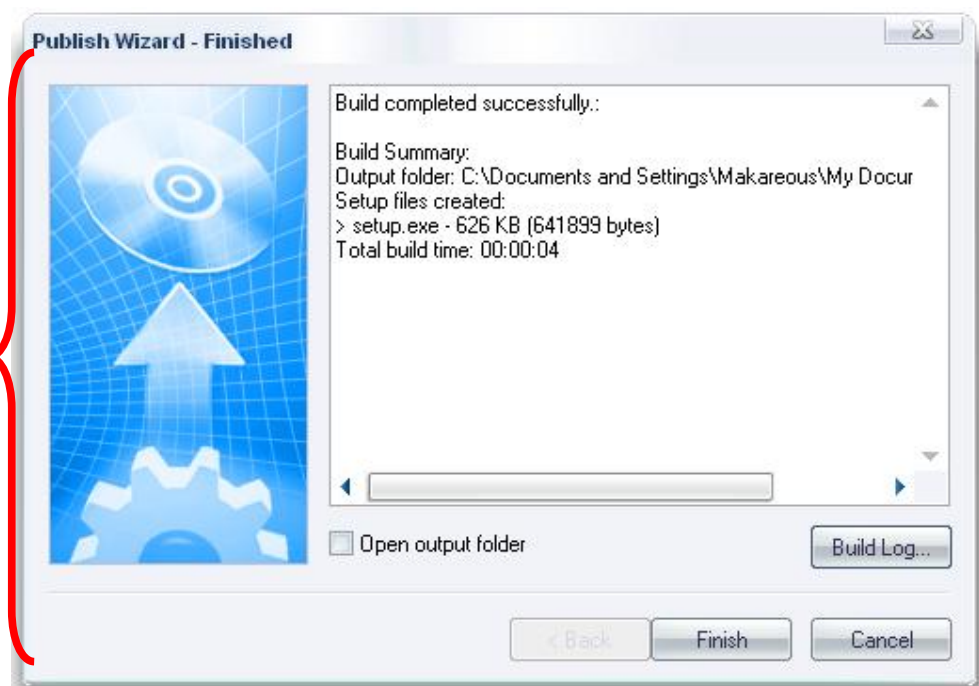 Publish Wizard - Finished
Build completed successfully.:
Build Summary:
Output folder: C:\Documents and Settings\Makareous\My Docur
Setup files created:
> setup.exe - 626 KB (641899 bytes)
Total build time: 00:00:04
Open output folder
Build Log...
< Back
Finish
Cancel